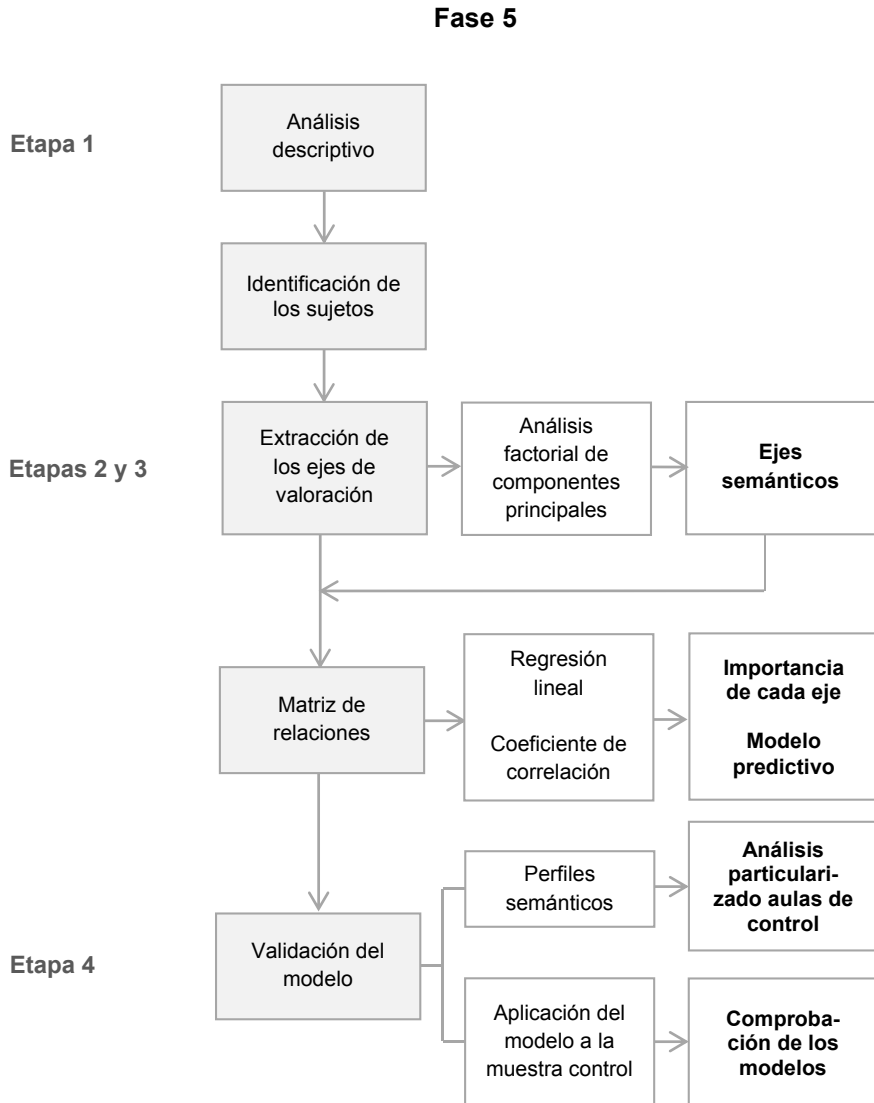 Fase 5
Etapa 1
Análisis
descriptivo
Identificación de
los sujetos
Etapas 2 y 3
Extracción de
los ejes de
valoración
Análisis
factorial de
componentes
principales
Ejes
semánticos
Matriz de
relaciones
Regresión
lineal
Coeficiente de
correlación
Importancia
de cada eje
Modelo
predictivo
Etapa 4
Validación del
modelo
Perfiles
semánticos
Análisis
particulari-
zado aulas de
control
Aplicación del
modelo a la
muestra control
Comproba-
ción de los
modelos